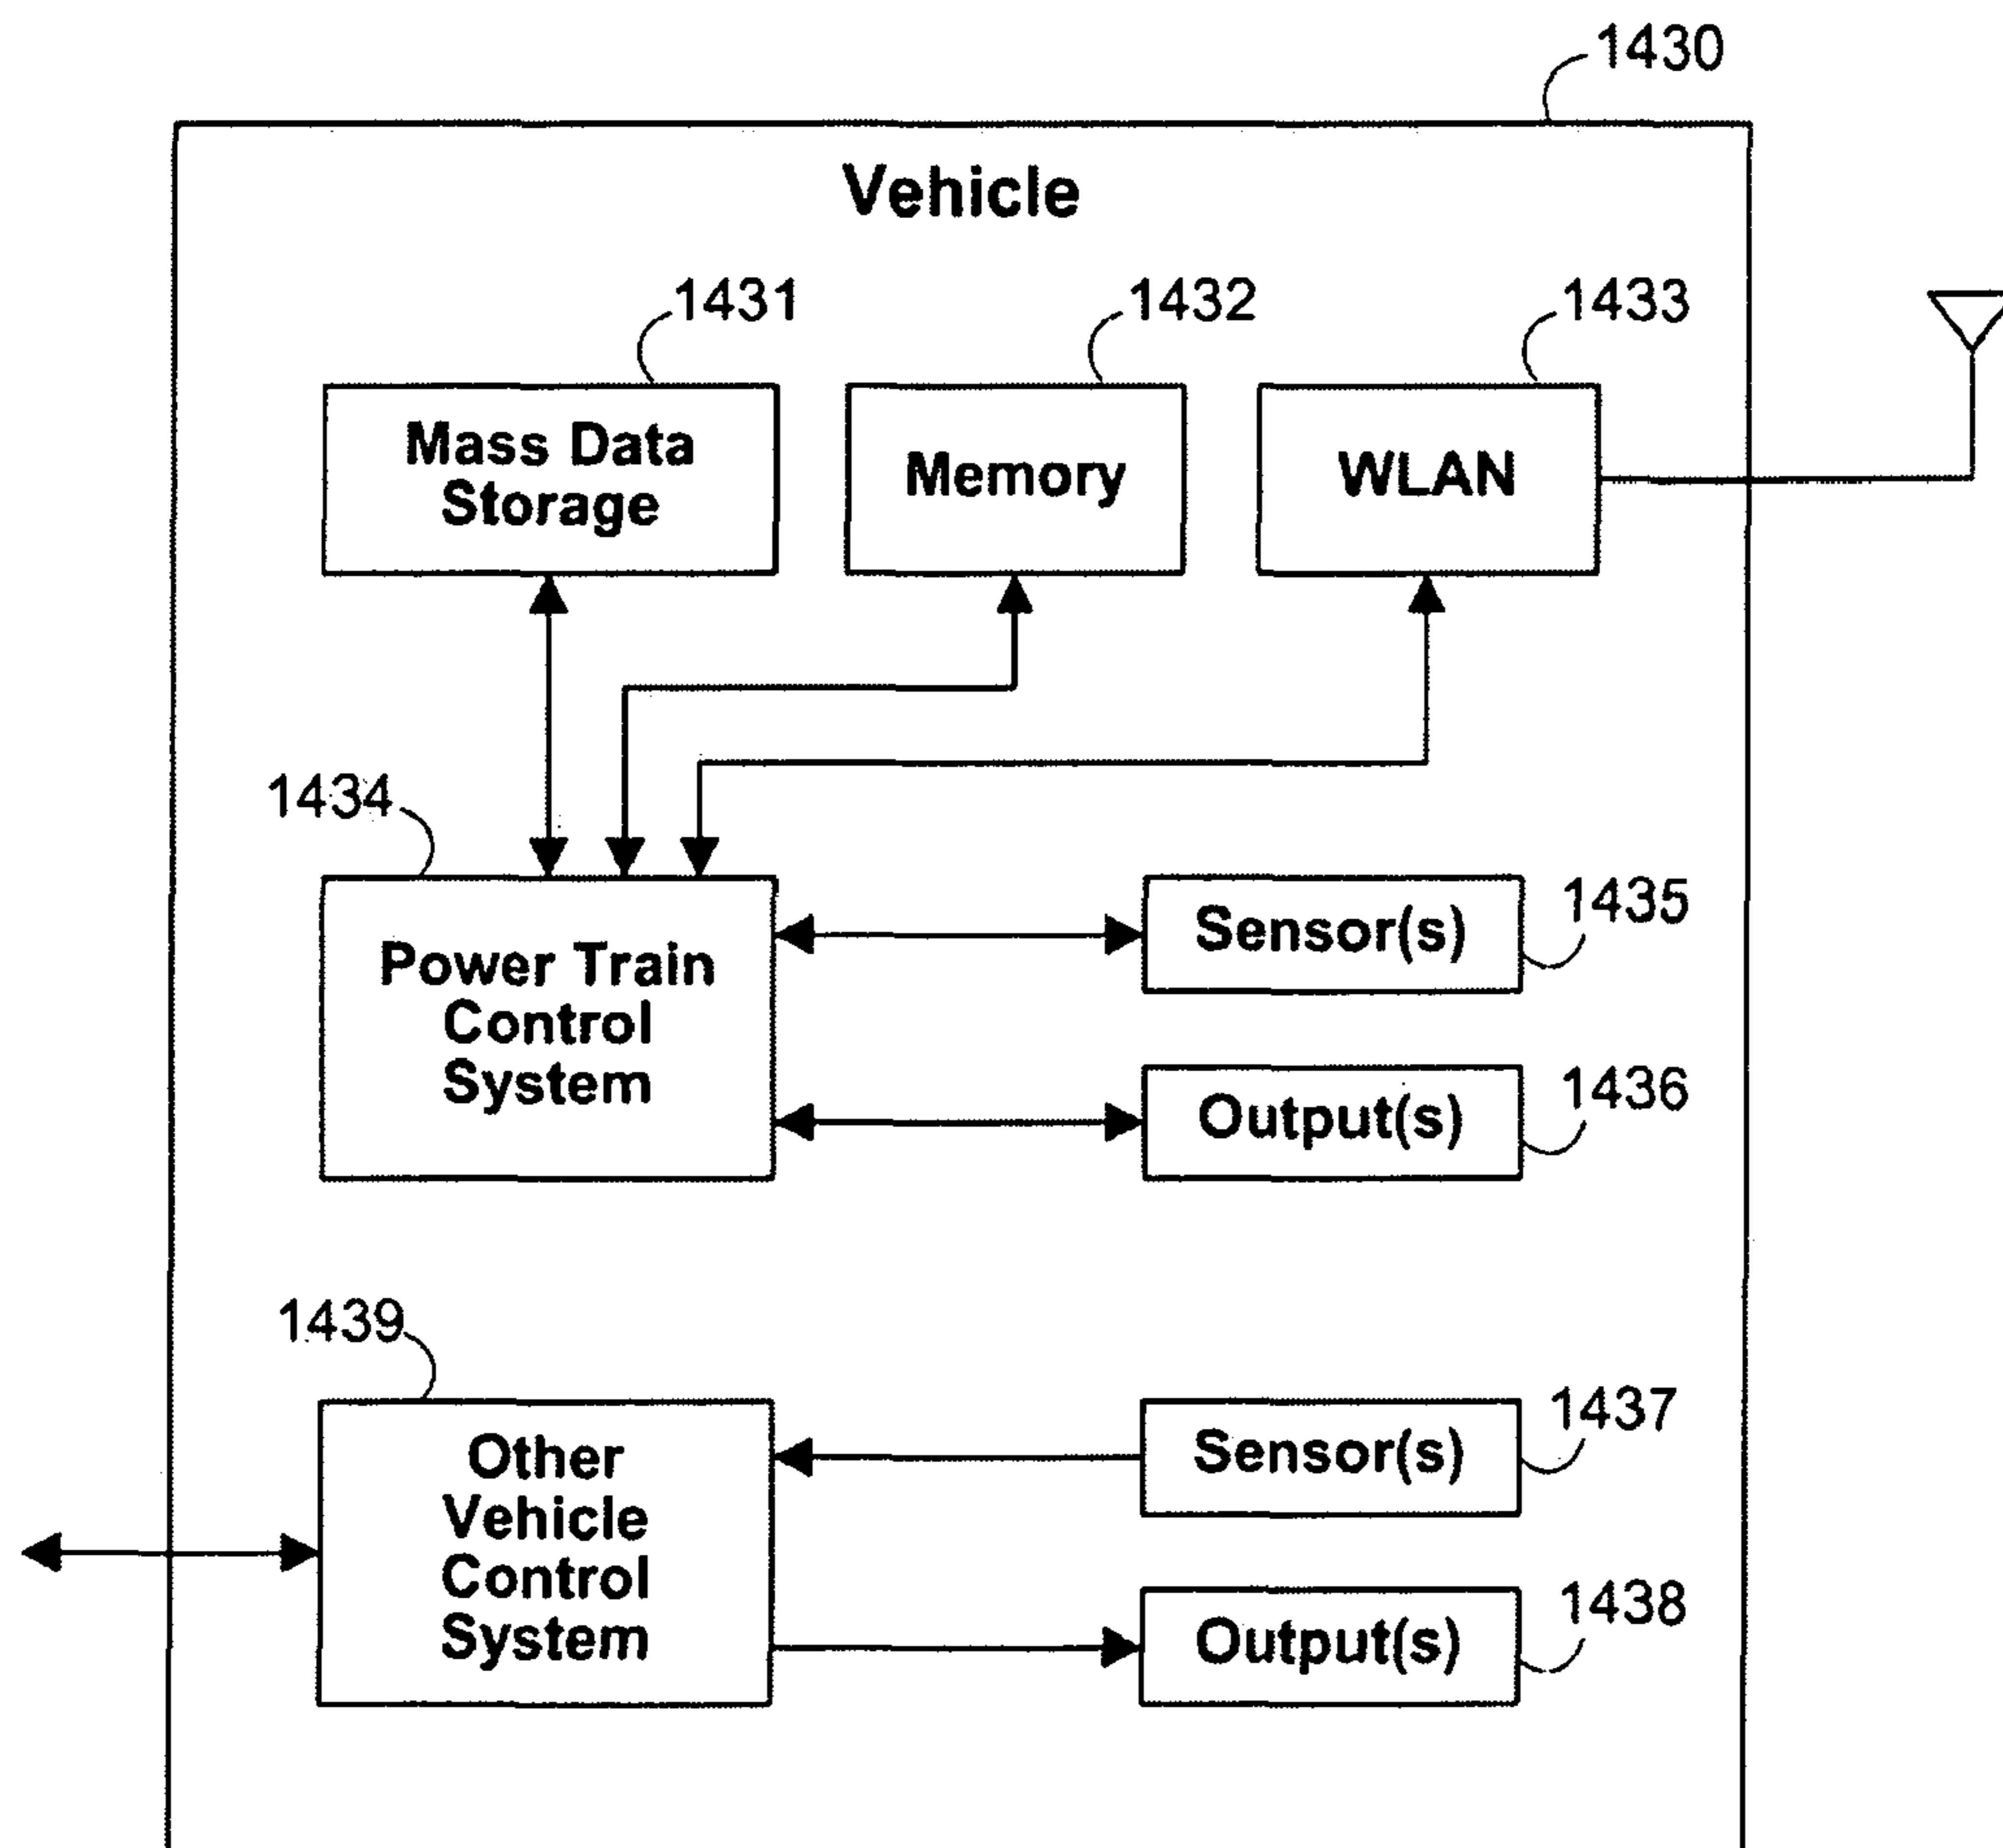 1430
Vehicle
1431
1432
1433
Mass Data
Storage
Memory
WLAN
1434
Power Train
Control
System
Sensor(s)
1435
Output(s)
1436
1439
Other
Vehicle
Control
System
Sensor(s)
1437
Output(s)
1438